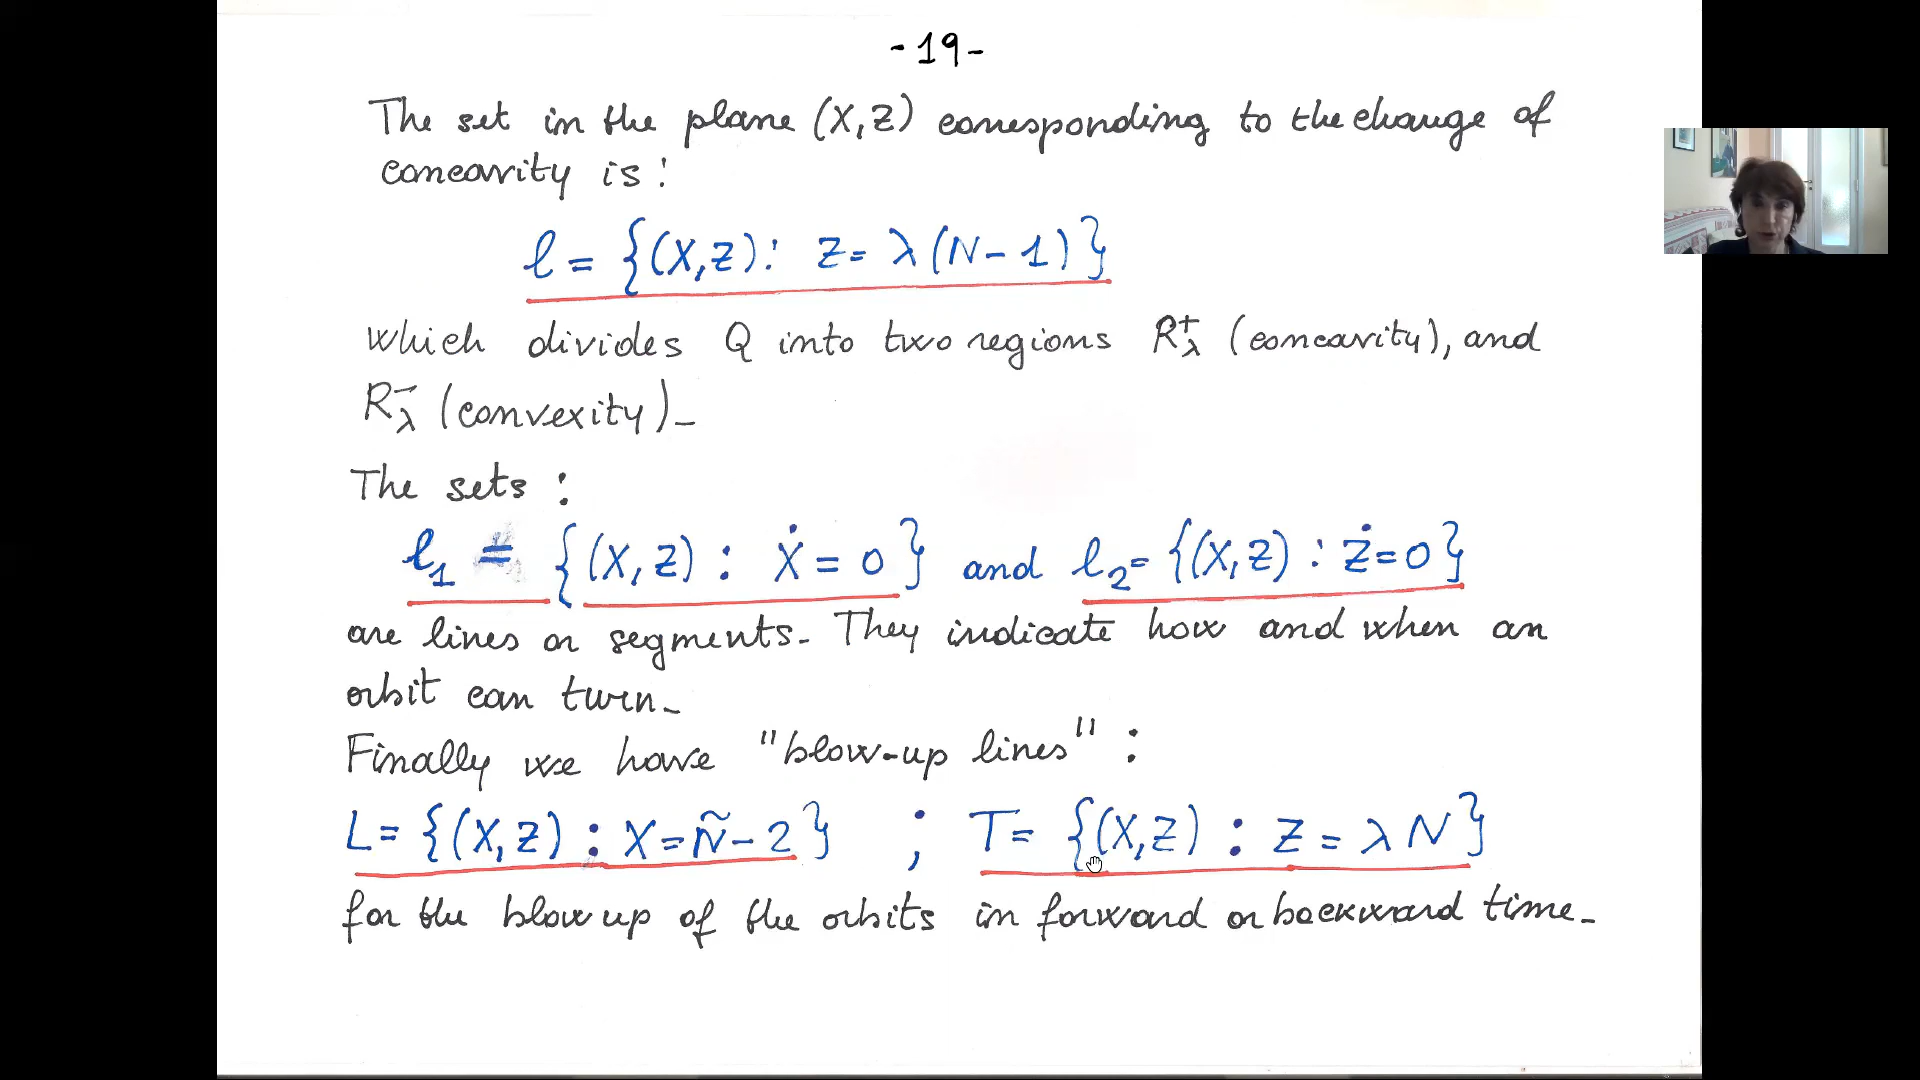 -19-
The set in the plane (X,Z) corresponding to the change of
concavity is:
ℓ = {(X,Z): Z = λ(N-1)}
which divides Q into two regions R⁺_λ (concavity), and
R⁻_λ (convexity)-
The sets :
ℓ₁ = {(X,Z) : Ẋ = 0} and ℓ₂ = {(X,Z) : Ż = 0}
are lines or segments- They indicate how and when an
orbit can turn-
Finally we have "blow-up lines" :
L = {(X,Z) : X = Ñ-2} ; T = {(X,Z) : Z = λN}
for the blow up of the orbits in forward or backward time-